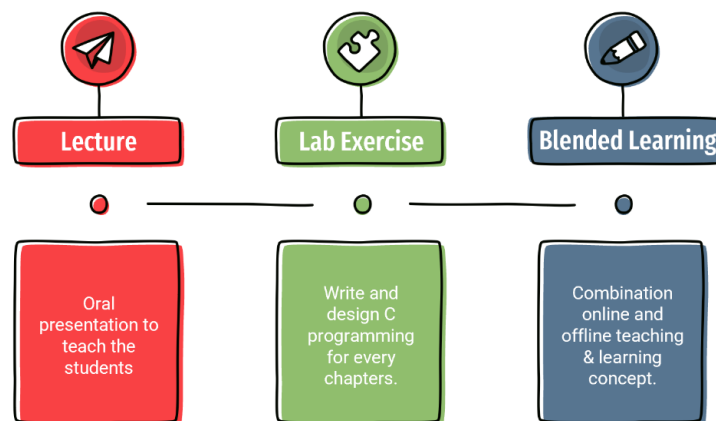 Lecture
Lab Exercise
Blended Learning
Oral
presentation to
teach the
students
Write and
design C
programming
for every
chapters.
Combination
online and
offline teaching
& learning
concept.